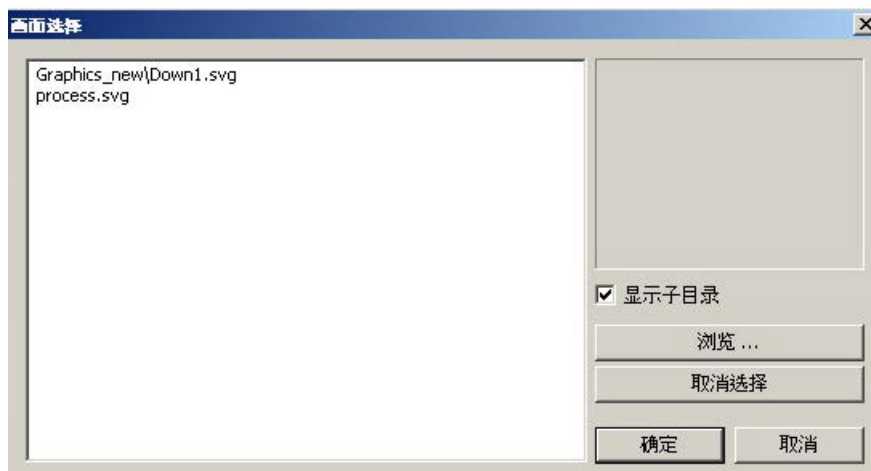 画面选择
Graphics_new\Down1.svg
process.svg
显示子目录
浏览 ...
取消选择
确定
取消